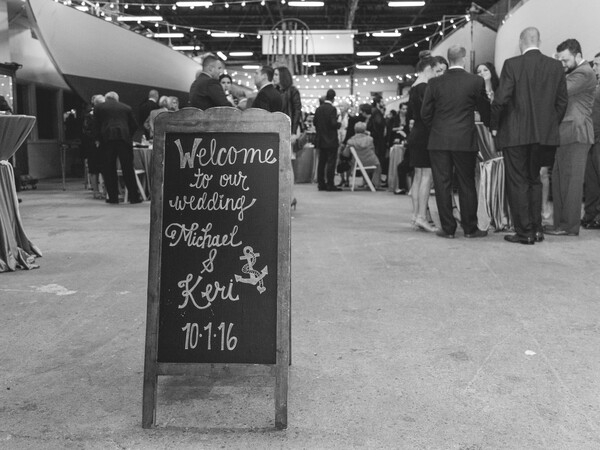 Welcome
to our
wedding
Michael
&
Keri
10·1·16